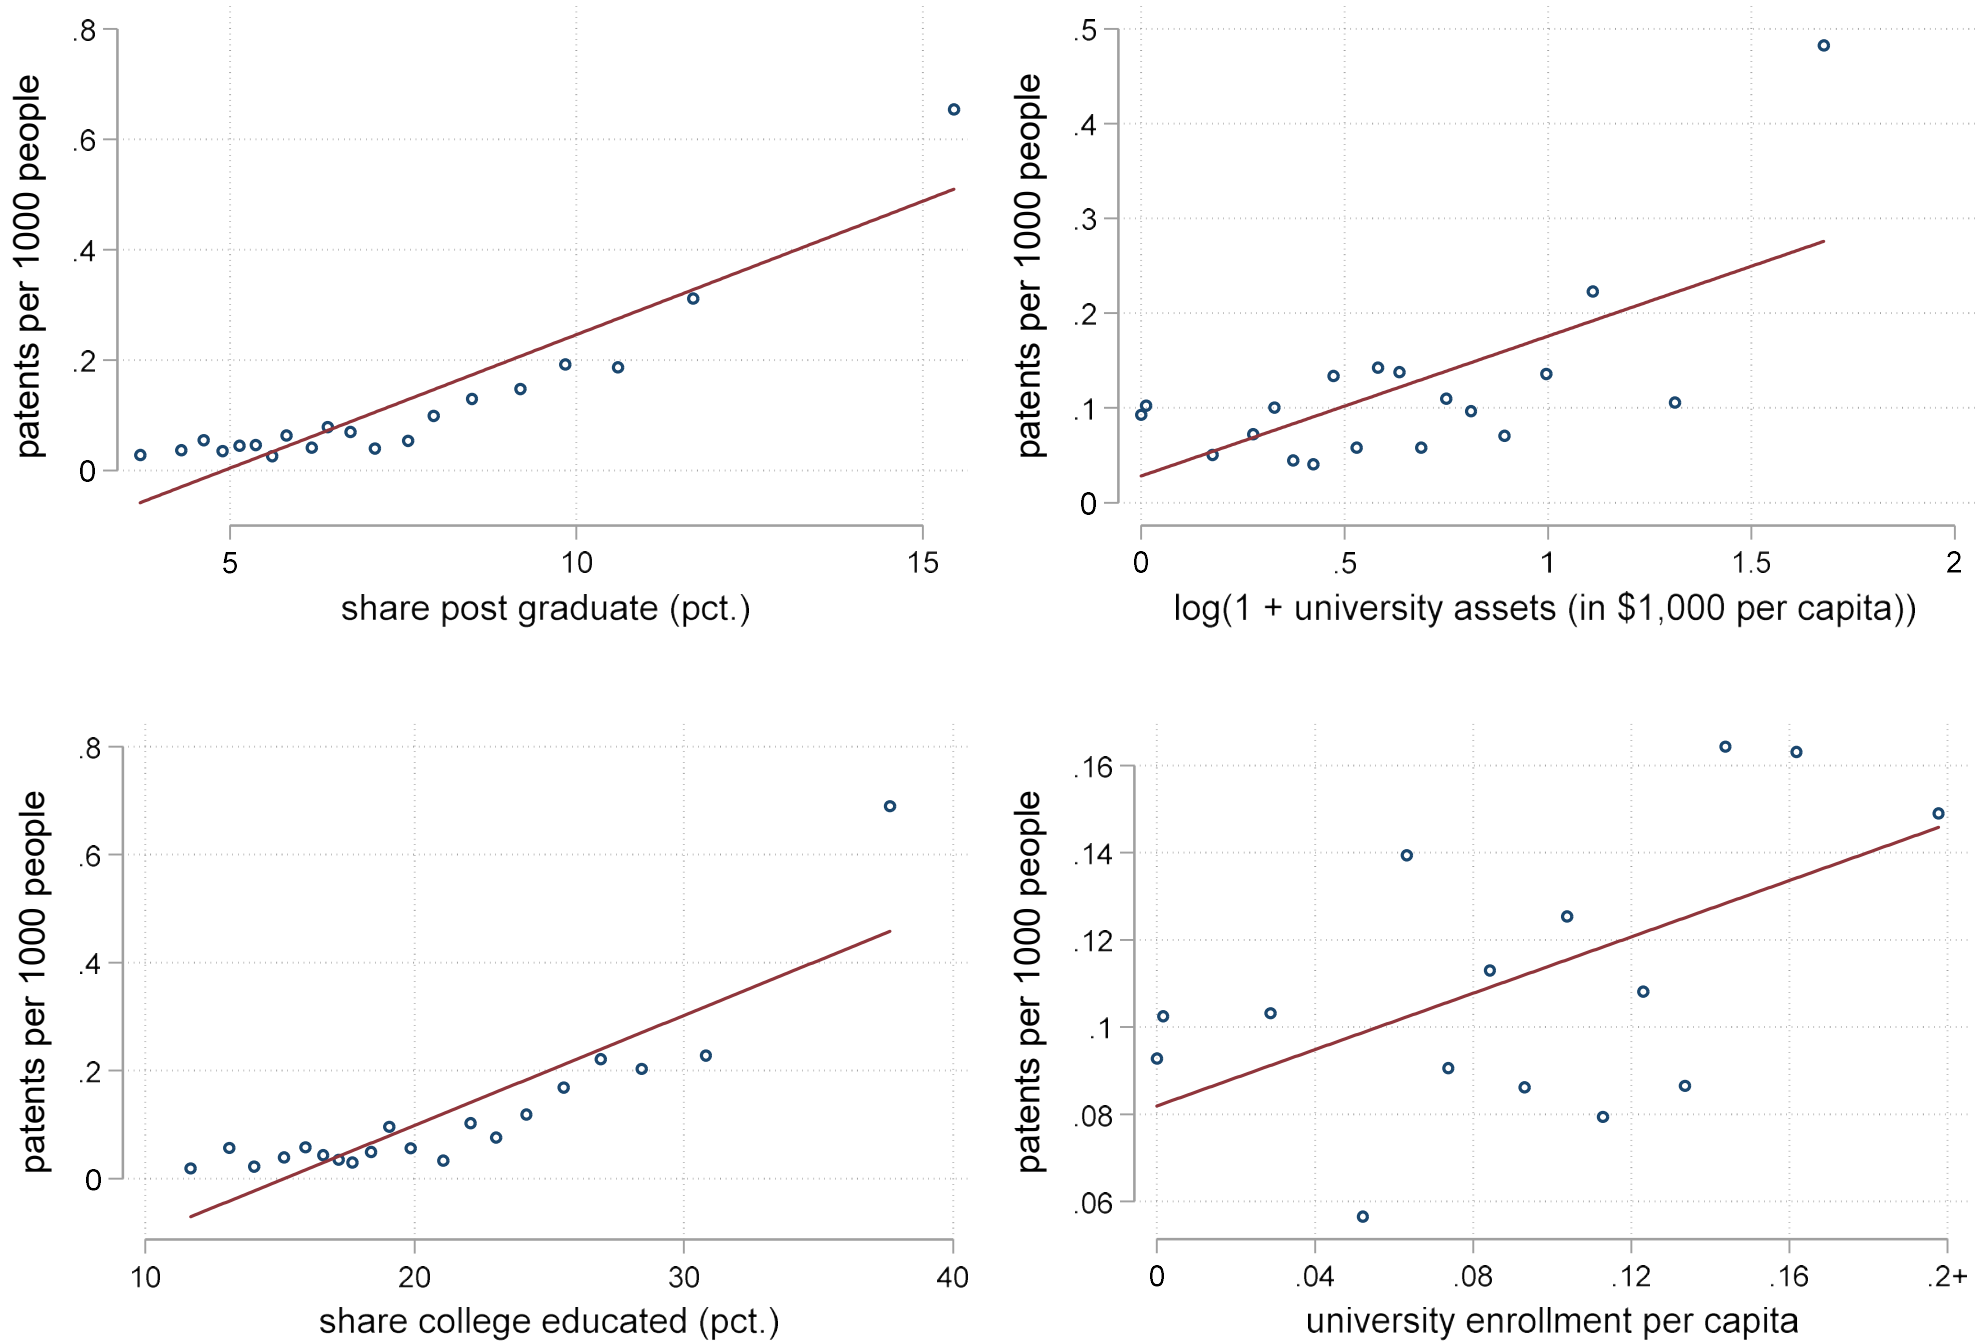 patents per 1000 people
.8
.6
.4
.2
0
5 10 15
share post graduate (pct.)
patents per 1000 people
.5
.4
.3
.2
.1
0
0 .5 1 1.5 2
log(1 + university assets (in $1,000 per capita))
patents per 1000 people
.8
.6
.4
.2
0
10 20 30 40
share college educated (pct.)
patents per 1000 people
.16
.14
.12
.1
.08
.06
0 .04 .08 .12 .16 .2+
university enrollment per capita